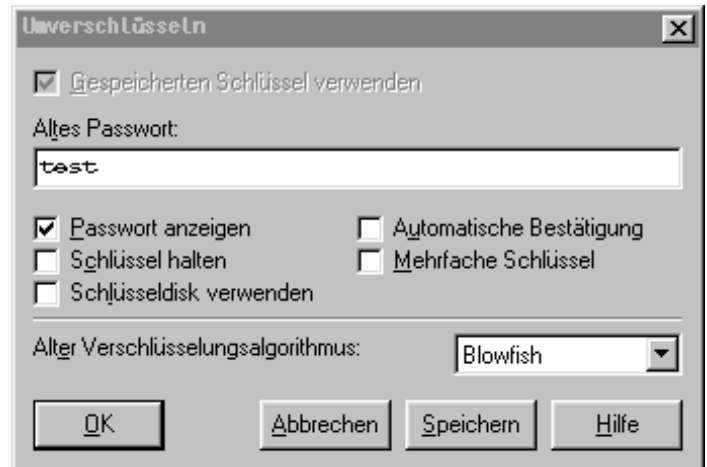 Umverschlüsseln
Gespeicherten Schlüssel verwenden
Altes Passwort:
test
Passwort anzeigen
Automatische Bestätigung
Schlüssel halten
Mehrfache Schlüssel
Schlüsseldisk verwenden
Alter Verschlüsselungsalgorithmus:
Blowfish
OK
Abbrechen
Speichern
Hilfe